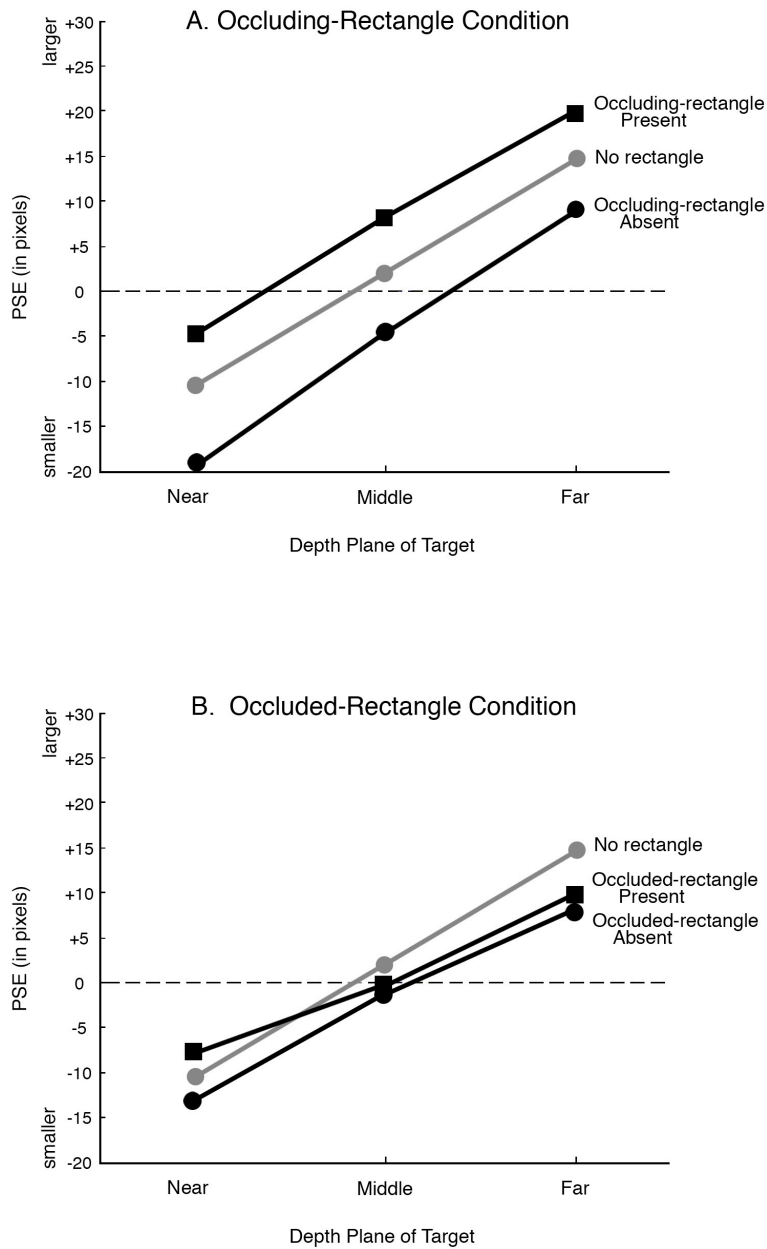 A. Occluding-Rectangle Condition
larger
+30
+25
+20
+15
+10
+5
0
-5
-10
-15
-20
smaller
PSE (in pixels)
Occluding-rectangle
Present
No rectangle
Occluding-rectangle
Absent
Near Middle Far
Depth Plane of Target
B. Occluded-Rectangle Condition
larger
+30
+25
+20
+15
+10
+5
0
-5
-10
-15
-20
smaller
PSE (in pixels)
No rectangle
Occluded-rectangle
Present
Occluded-rectangle
Absent
Near Middle Far
Depth Plane of Target